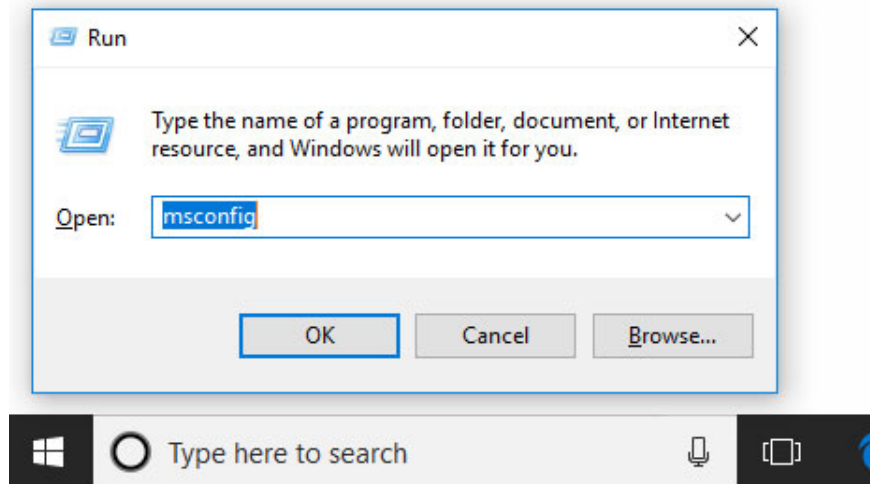 Run
Type the name of a program, folder, document, or Internet
resource, and Windows will open it for you.
Open: msconfig
OK Cancel Browse...
Type here to search